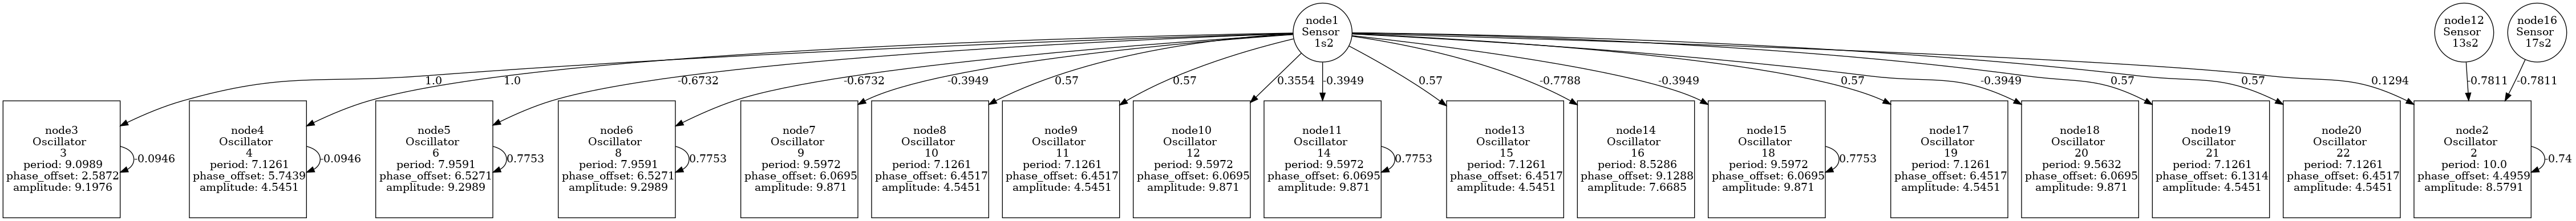 node1
Sensor
1s2
node12
Sensor
13s2
node16
Sensor
17s2
1.0
1.0
-0.6732
-0.6732
-0.3949
0.57
0.57
0.3554
-0.3949
0.57
-0.7788
-0.3949
0.57
-0.3949
0.57
0.57
0.1294
-0.7811
-0.7811
node3
Oscillator
3
period: 9.0989
phase_offset: 2.5872
amplitude: 9.1976
-0.0946
node4
Oscillator
4
period: 7.1261
phase_offset: 5.7439
amplitude: 4.5451
-0.0946
node5
Oscillator
6
period: 7.9591
phase_offset: 6.5271
amplitude: 9.2989
0.7753
node6
Oscillator
8
period: 7.9591
phase_offset: 6.5271
amplitude: 9.2989
0.7753
node7
Oscillator
9
period: 9.5972
phase_offset: 6.0695
amplitude: 9.871
node8
Oscillator
10
period: 7.1261
phase_offset: 6.4517
amplitude: 4.5451
node9
Oscillator
11
period: 7.1261
phase_offset: 6.4517
amplitude: 4.5451
node10
Oscillator
12
period: 9.5972
phase_offset: 6.0695
amplitude: 9.871
node11
Oscillator
14
period: 9.5972
phase_offset: 6.0695
amplitude: 9.871
0.7753
node13
Oscillator
15
period: 7.1261
phase_offset: 6.4517
amplitude: 4.5451
node14
Oscillator
16
period: 8.5286
phase_offset: 9.1288
amplitude: 7.6685
node15
Oscillator
18
period: 9.5972
phase_offset: 6.0695
amplitude: 9.871
0.7753
node17
Oscillator
19
period: 7.1261
phase_offset: 6.4517
amplitude: 4.5451
node18
Oscillator
20
period: 9.5632
phase_offset: 6.0695
amplitude: 9.871
node19
Oscillator
21
period: 7.1261
phase_offset: 6.1314
amplitude: 4.5451
node20
Oscillator
22
period: 7.1261
phase_offset: 6.4517
amplitude: 4.5451
node2
Oscillator
2
period: 10.0
phase_offset: 4.4959
amplitude: 8.5791
-0.74